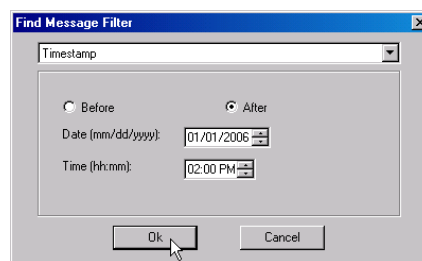 Find Message Filter
Timestamp
Before After
Date (mm/dd/yyyy): 01/01/2006
Time (hh:mm): 02:00 PM
Ok Cancel